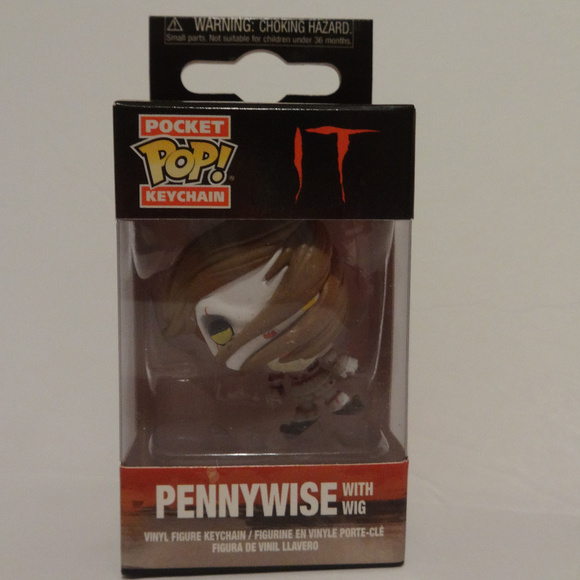 WARNING: CHOKING HAZARD.
Small parts. Not suitable for children under 36 months.
POCKET
POP!
KEYCHAIN
IT
PENNYWISE WITH
WIG
VINYL FIGURE KEYCHAIN / FIGURINE EN VINYLE PORTE-CLÉ
FIGURA DE VINIL LLAVERO